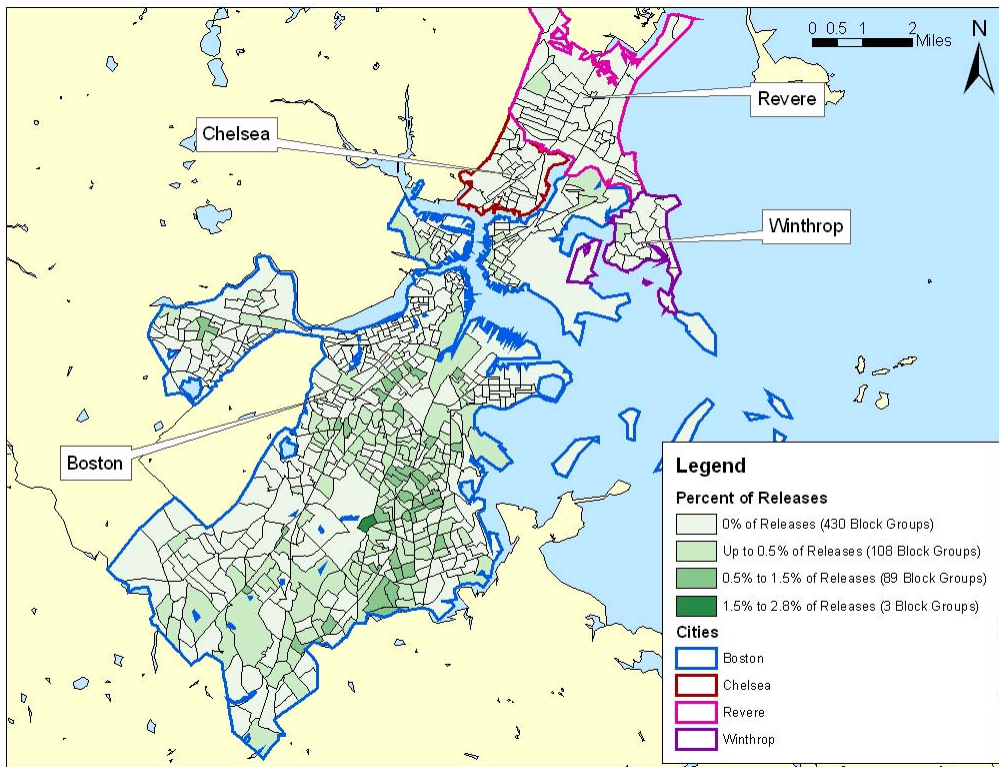 0 0.5 1 2
Miles
N
Revere
Chelsea
Winthrop
Boston
Legend
Percent of Releases
0% of Releases (430 Block Groups)
Up to 0.5% of Releases (108 Block Groups)
0.5% to 1.5% of Releases (89 Block Groups)
1.5% to 2.8% of Releases (3 Block Groups)
Cities
Boston
Chelsea
Revere
Winthrop